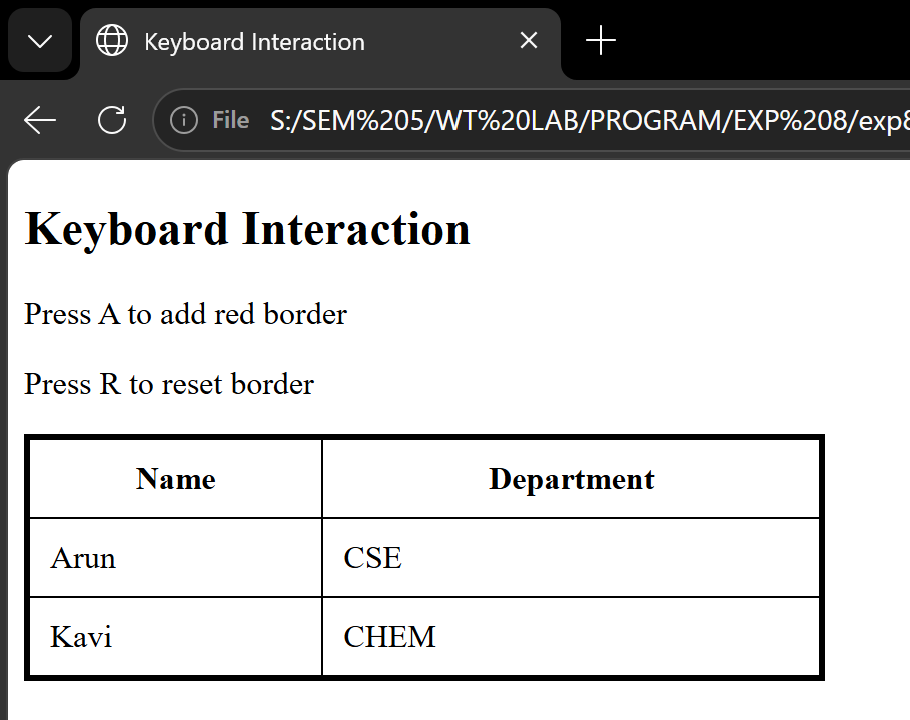 Keyboard Interaction
File S:/SEM%205/WT%20LAB/PROGRAM/EXP%208/exp8
Keyboard Interaction
Press A to add red border
Press R to reset border
Name Department
Arun CSE
Kavi CHEM